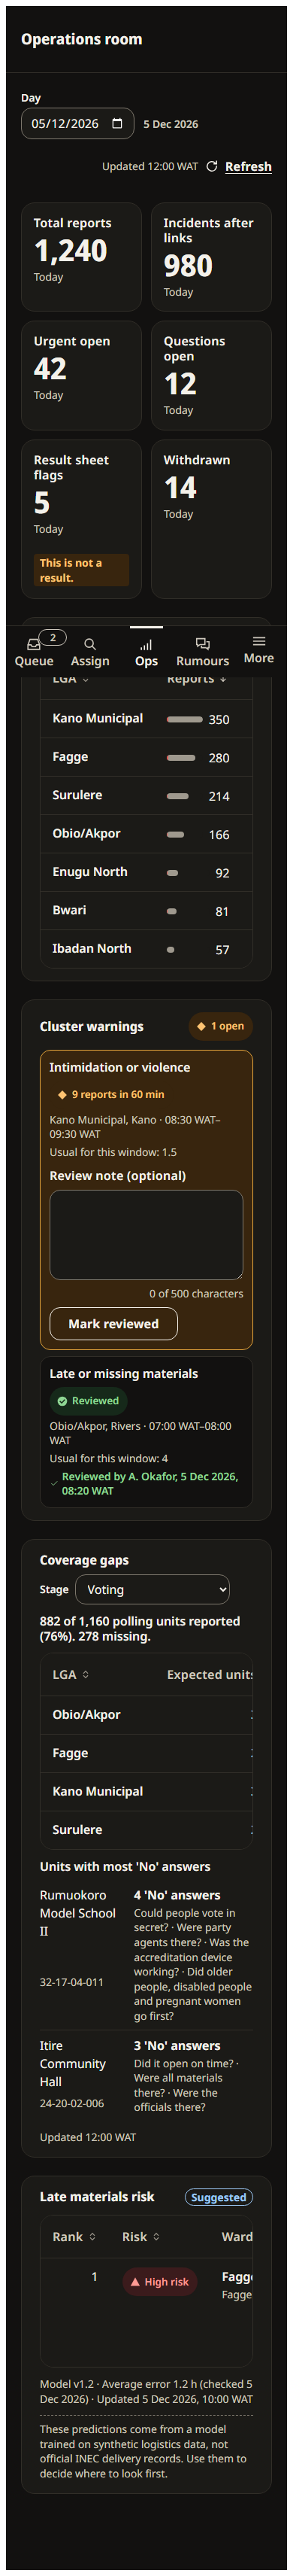 Operations room
Day
05/12/2026
5 Dec 2026
Updated 12:00 WAT
Refresh
Total reports
1,240
Today
Incidents after
links
980
Today
Urgent open
42
Today
Questions
open
12
Today
Result sheet
flags
5
Today
This is not a
result.
Withdrawn
14
Today
2
Queue
Assign
Ops
Rumours
More
LGA
Reports
Kano Municipal 350
Fagge 280
Surulere 214
Obio/Akpor 166
Enugu North 92
Bwari 81
Ibadan North 57
Cluster warnings
1 open
Intimidation or violence
9 reports in 60 min
Kano Municipal, Kano · 08:30 WAT–
09:30 WAT
Usual for this window: 1.5
Review note (optional)
0 of 500 characters
Mark reviewed
Late or missing materials
Reviewed
Obio/Akpor, Rivers · 07:00 WAT–08:00
WAT
Usual for this window: 4
Reviewed by A. Okafor, 5 Dec 2026,
08:20 WAT
Coverage gaps
Stage
Voting
882 of 1,160 polling units reported
(76%). 278 missing.
LGA
Expected units
Obio/Akpor
Fagge
Kano Municipal
Surulere
Units with most 'No' answers
Rumuokoro
Model School
II
32-17-04-011
4 'No' answers
Could people vote in
secret? · Were party
agents there? · Was the
accreditation device
working? · Did older
people, disabled people
and pregnant women
go first?
Itire
Community
Hall
24-20-02-006
3 'No' answers
Did it open on time? ·
Were all materials
there? · Were the
officials there?
Updated 12:00 WAT
Late materials risk
Suggested
Rank
Risk
Ward
1
High risk
Fagge
Fagge
Model v1.2 · Average error 1.2 h (checked 5
Dec 2026) · Updated 5 Dec 2026, 10:00 WAT
These predictions come from a model
trained on synthetic logistics data, not
official INEC delivery records. Use them to
decide where to look first.